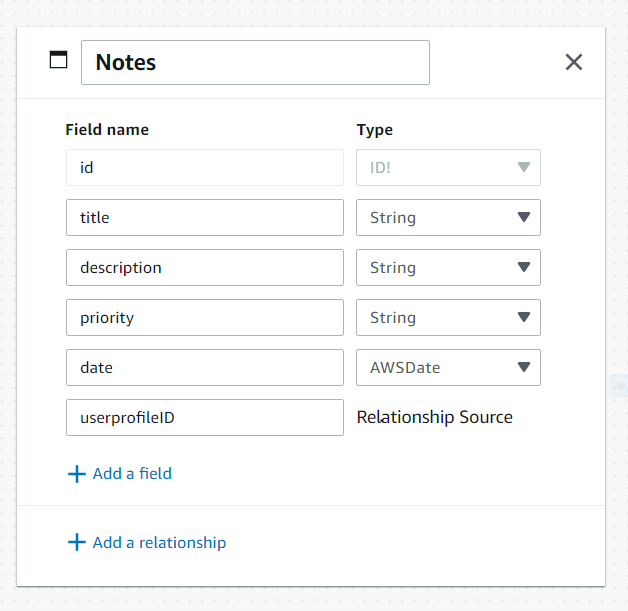 Notes
Field name Type
id ID!
title String
description String
priority String
date AWSDate
userprofileID Relationship Source
Add a field
Add a relationship